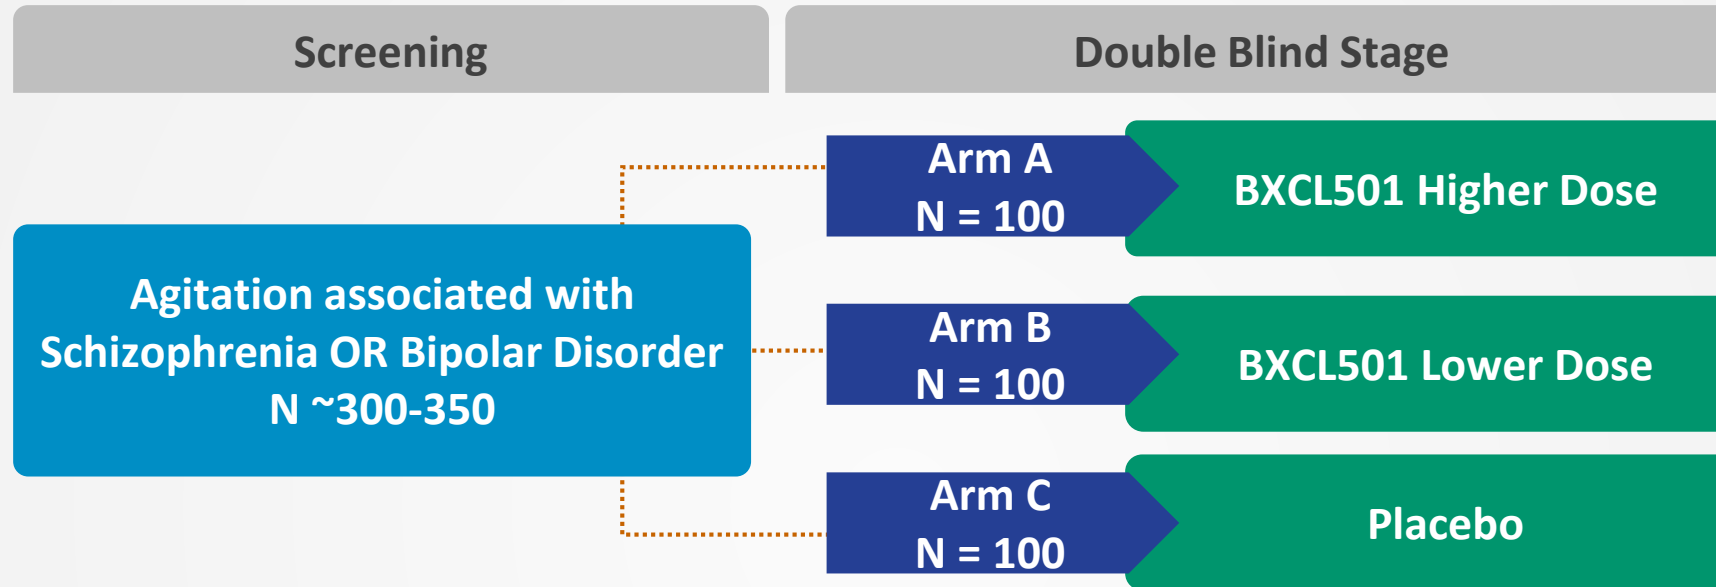 Screening
Double Blind Stage
Agitation associated with
Schizophrenia OR Bipolar Disorder
N ~300-350
Arm A
N = 100
BXCL501 Higher Dose
Arm B
N = 100
BXCL501 Lower Dose
Arm C
N = 100
Placebo